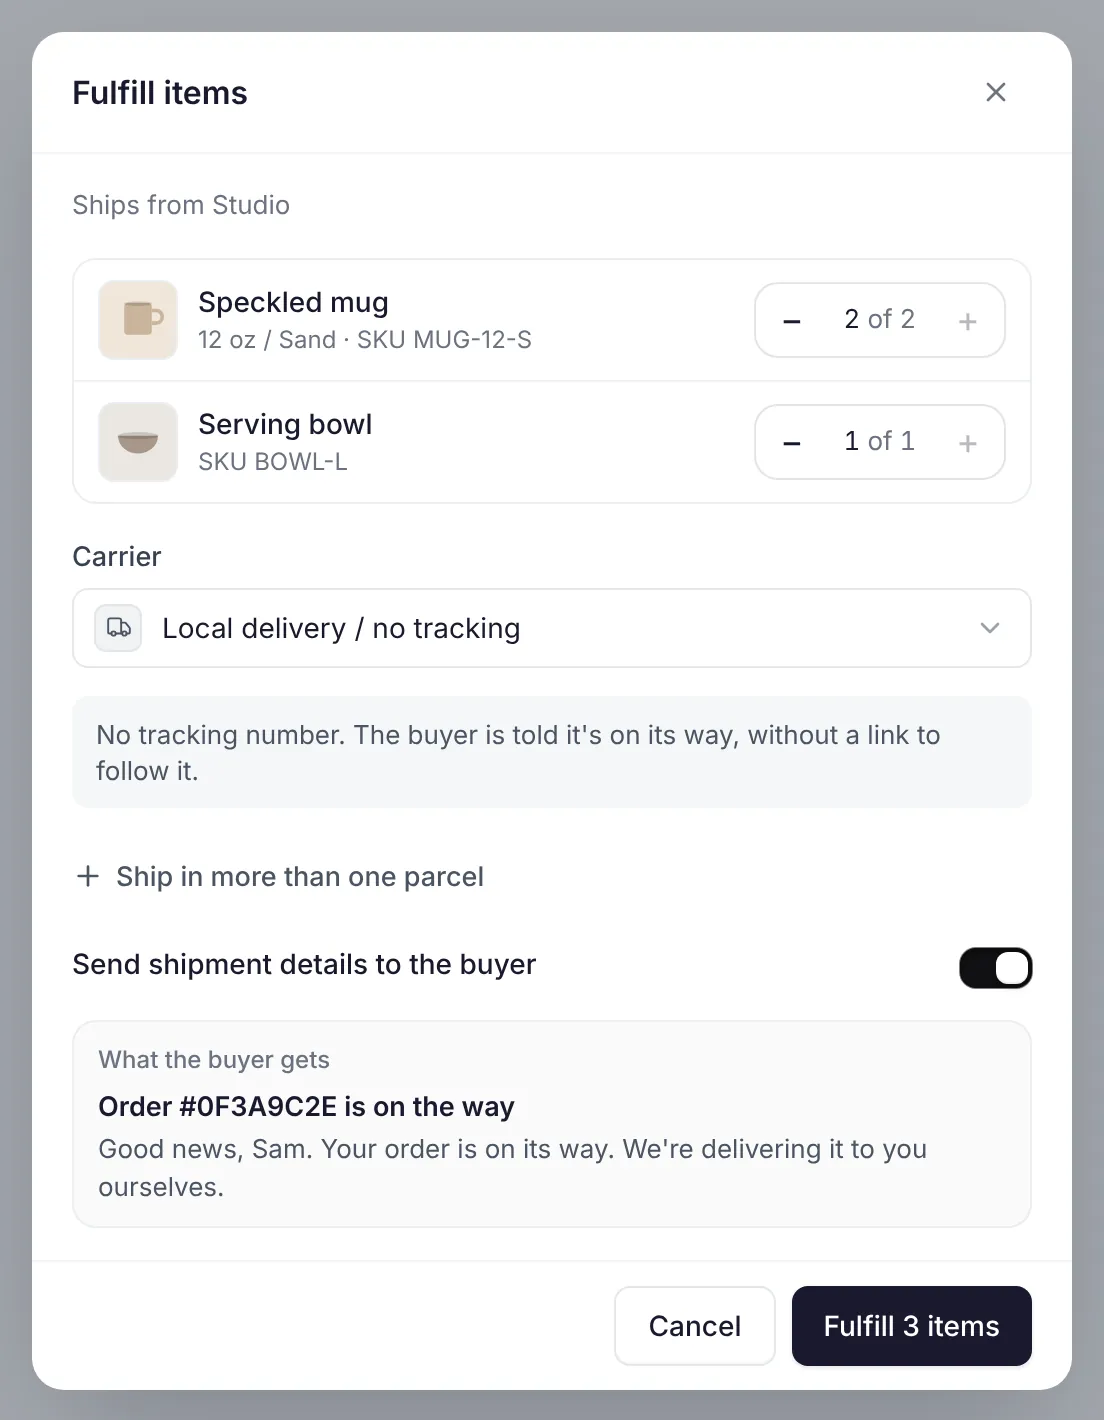 Fulfill items
Ships from Studio
Speckled mug
12 oz / Sand · SKU MUG-12-S
2 of 2
Serving bowl
SKU BOWL-L
1 of 1
Carrier
Local delivery / no tracking
No tracking number. The buyer is told it's on its way, without a link to
follow it.
Ship in more than one parcel
Send shipment details to the buyer
What the buyer gets
Order #0F3A9C2E is on the way
Good news, Sam. Your order is on its way. We're delivering it to you
ourselves.
Cancel
Fulfill 3 items